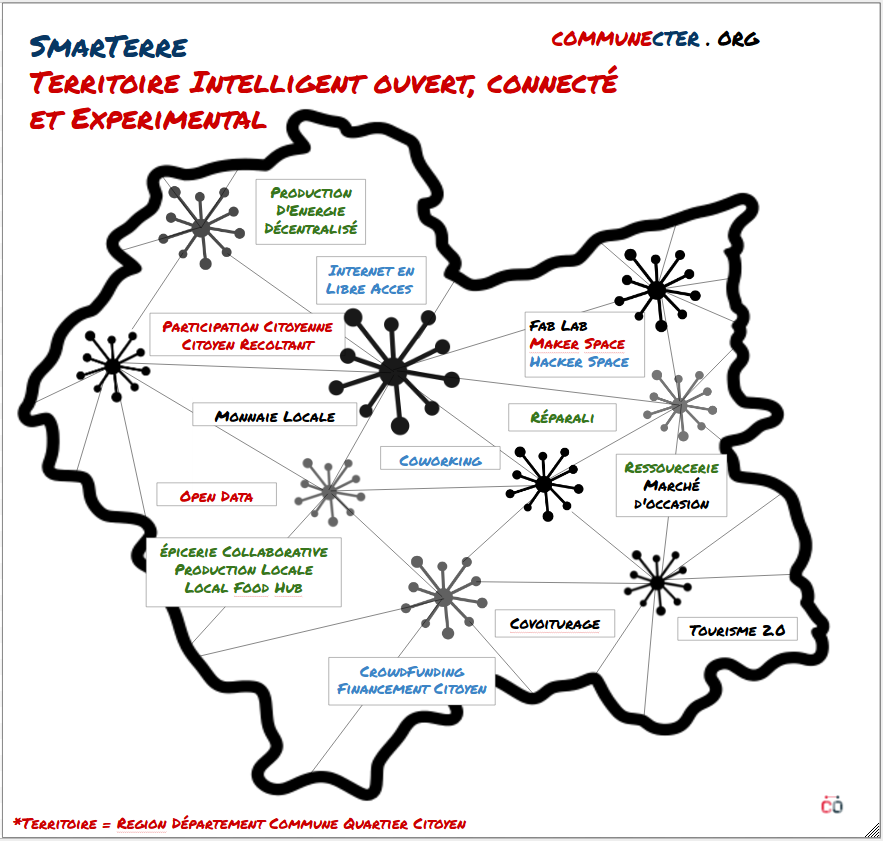 SmarTerre
COMMUNECTER . ORG
Territoire Intelligent ouvert, connecté
et Experimental
Production
D'Energie
Décentralisé
Internet en
Libre Acces
Participation Citoyenne
Citoyen Recoltant
Fab Lab
Maker Space
Hacker Space
Monnaie Locale
Réparali
Coworking
Ressourcerie
Marché
d'occasion
Open Data
Épicerie Collaborative
Production Locale
Local Food Hub
Covoiturage
Tourisme 2.0
CrowdFunding
Financement Citoyen
CO
*Territoire = Region Département Commune Quartier Citoyen